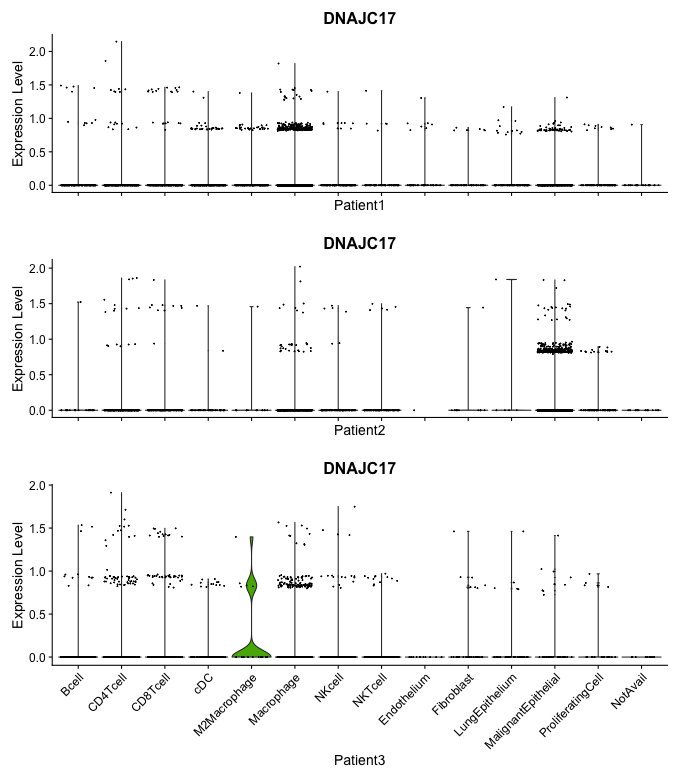 DNAJC17
Expression Level
2.0
1.5
1.0
0.5
0.0
Patient1
DNAJC17
Expression Level
2.0
1.5
1.0
0.5
0.0
Patient2
DNAJC17
Expression Level
2.0
1.5
1.0
0.5
0.0
Bcell
CD4Tcell
CD8Tcell
cDC
M2Macrophage
Macrophage
NKcell
NKTcell
Endothelium
Fibroblast
LungEpithelium
MalignantEpithelial
ProliferatingCell
NotAvail
Patient3